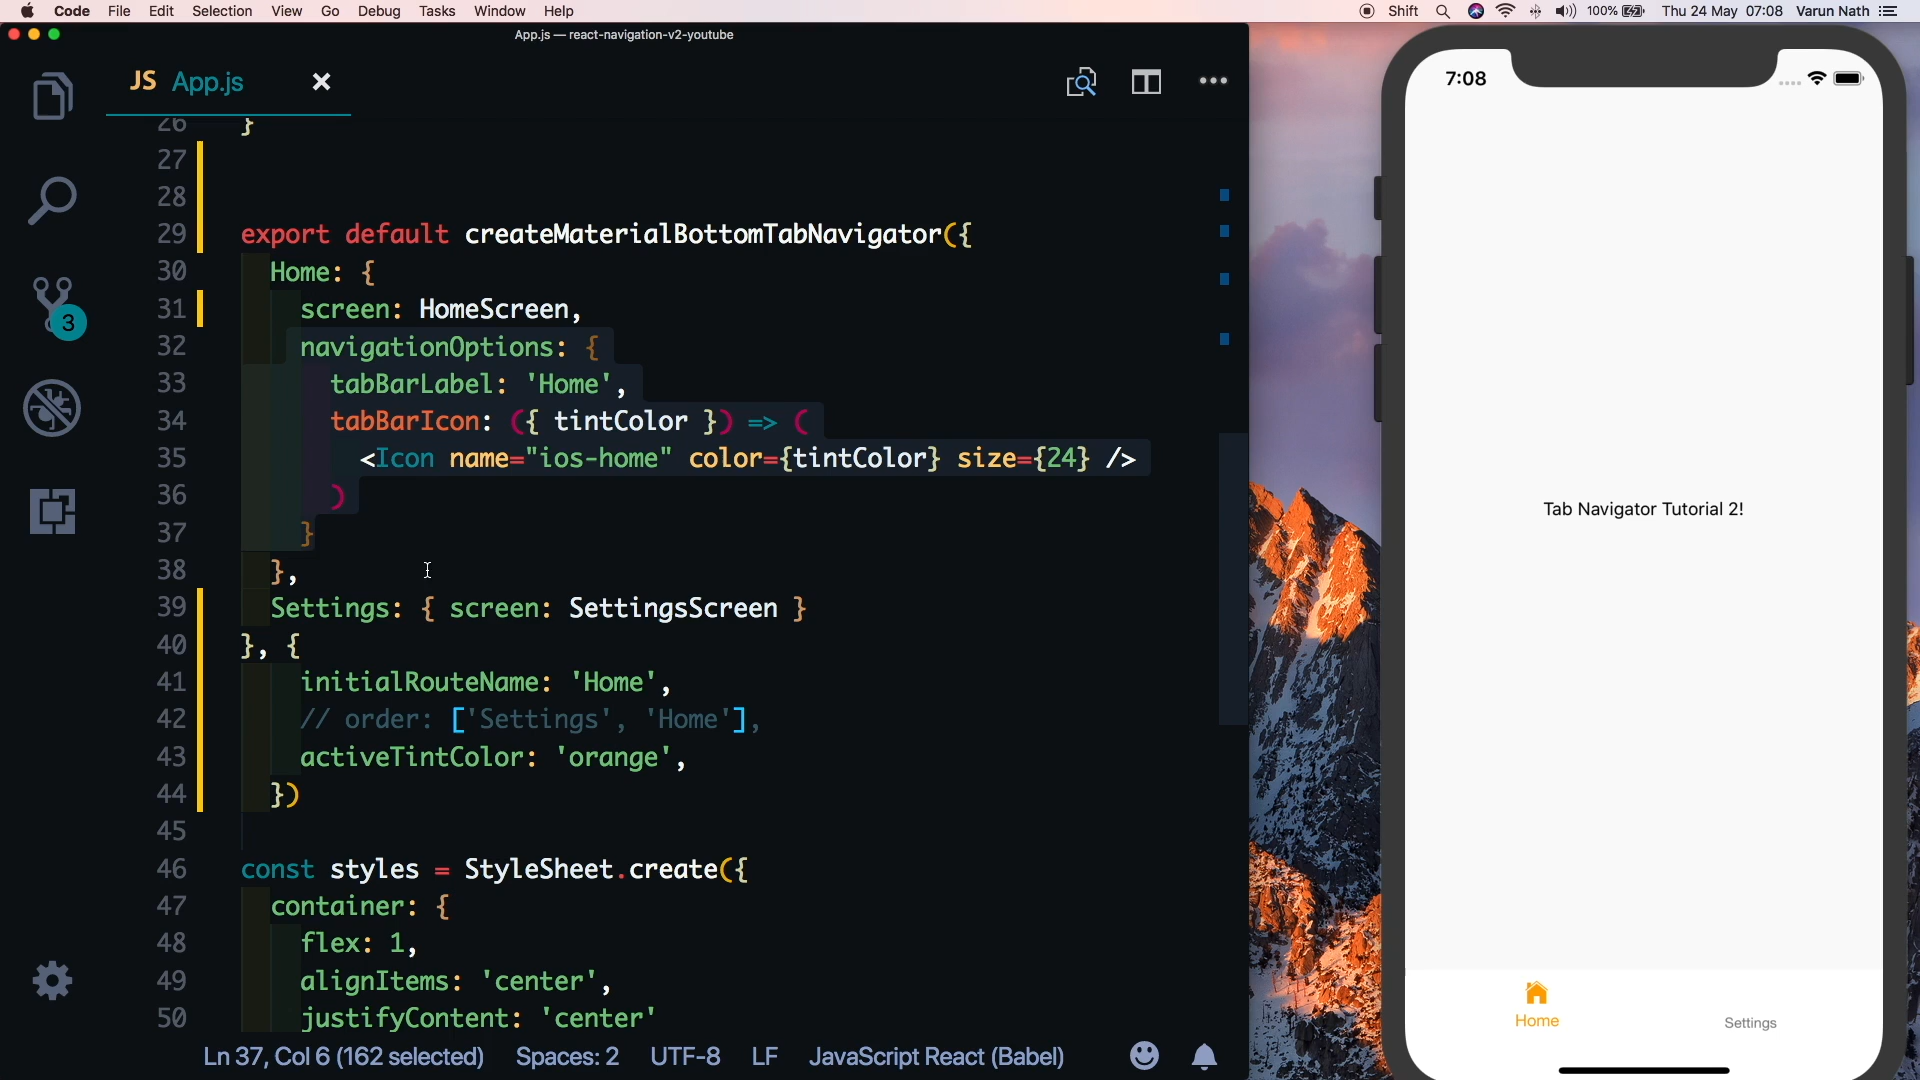 Code File Edit Selection View Go Debug Tasks Window Help Shift 100% Thu 24 May 07:08 Varun Nath
App.js — react-navigation-v2-youtube
JS App.js
26 }
27
28
29 export default createMaterialBottomTabNavigator({
30 Home: {
31 screen: HomeScreen,
32 navigationOptions: {
33 tabBarLabel: 'Home',
34 tabBarIcon: ({ tintColor }) => (
35 <Icon name="ios-home" color={tintColor} size={24} />
36 )
37 }
38 },
39 Settings: { screen: SettingsScreen }
40 }, {
41 initialRouteName: 'Home',
42 // order: ['Settings', 'Home'],
43 activeTintColor: 'orange',
44 })
45
46 const styles = StyleSheet.create({
47 container: {
48 flex: 1,
49 alignItems: 'center',
50 justifyContent: 'center'
3
Ln 37, Col 6 (162 selected) Spaces: 2 UTF-8 LF JavaScript React (Babel)
7:08
Tab Navigator Tutorial 2!
Home
Settings